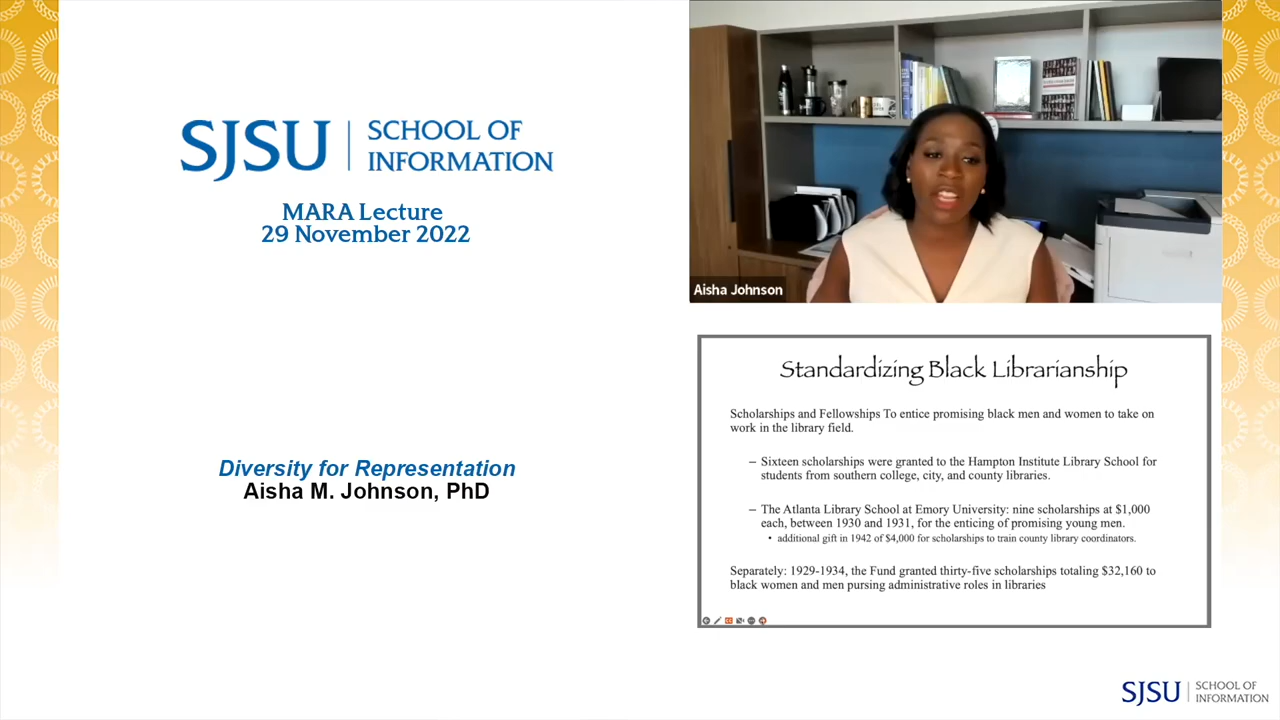 SJSU SCHOOL OF
INFORMATION
MARA Lecture
29 November 2022
Diversity for Representation
Aisha M. Johnson, PhD
Aisha Johnson
Standardizing Black Librarianship
Scholarships and Fellowships To entice promising black men and women to take on
work in the library field.
– Sixteen scholarships were granted to the Hampton Institute Library School for
students from southern college, city, and county libraries.
– The Atlanta Library School at Emory University: nine scholarships at $1,000
each, between 1930 and 1931, for the enticing of promising young men.
• additional gift in 1942 of $4,000 for scholarships to train county library coordinators.
Separately: 1929-1934, the Fund granted thirty-five scholarships totaling $32,160 to
black women and men pursing administrative roles in libraries
SJSU SCHOOL OF
INFORMATION